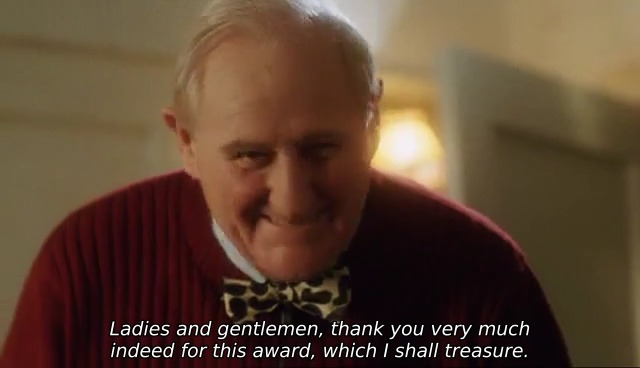 Ladies and gentlemen, thank you very much
indeed for this award, which I shall treasure.